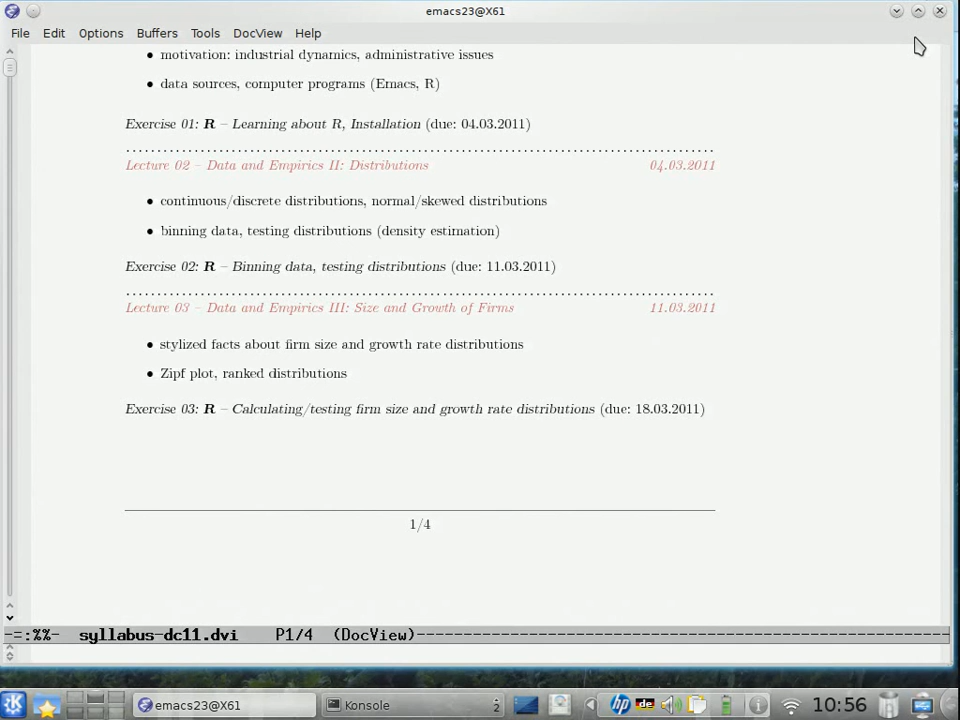 emacs23@X61
File Edit Options Buffers Tools DocView Help
• motivation: industrial dynamics, administrative issues
• data sources, computer programs (Emacs, R)
Exercise 01: R – Learning about R, Installation (due: 04.03.2011)
Lecture 02 – Data and Empirics II: Distributions 04.03.2011
• continuous/discrete distributions, normal/skewed distributions
• binning data, testing distributions (density estimation)
Exercise 02: R – Binning data, testing distributions (due: 11.03.2011)
Lecture 03 – Data and Empirics III: Size and Growth of Firms 11.03.2011
• stylized facts about firm size and growth rate distributions
• Zipf plot, ranked distributions
Exercise 03: R – Calculating/testing firm size and growth rate distributions (due: 18.03.2011)
1/4
-=:%%- syllabus-dc11.dvi P1/4 (DocView)
emacs23@X61 Konsole 2 hp de 10:56